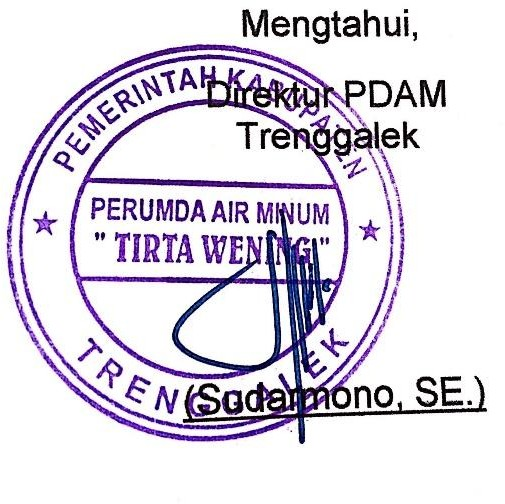 Mengtahui,
Direktur PDAM
Trenggalek
PEMERINTAH KABUPATEN
PERUMDA AIR MINUM
" TIRTA WENING "
TRENGGALEK
(Sudarmono, SE.)